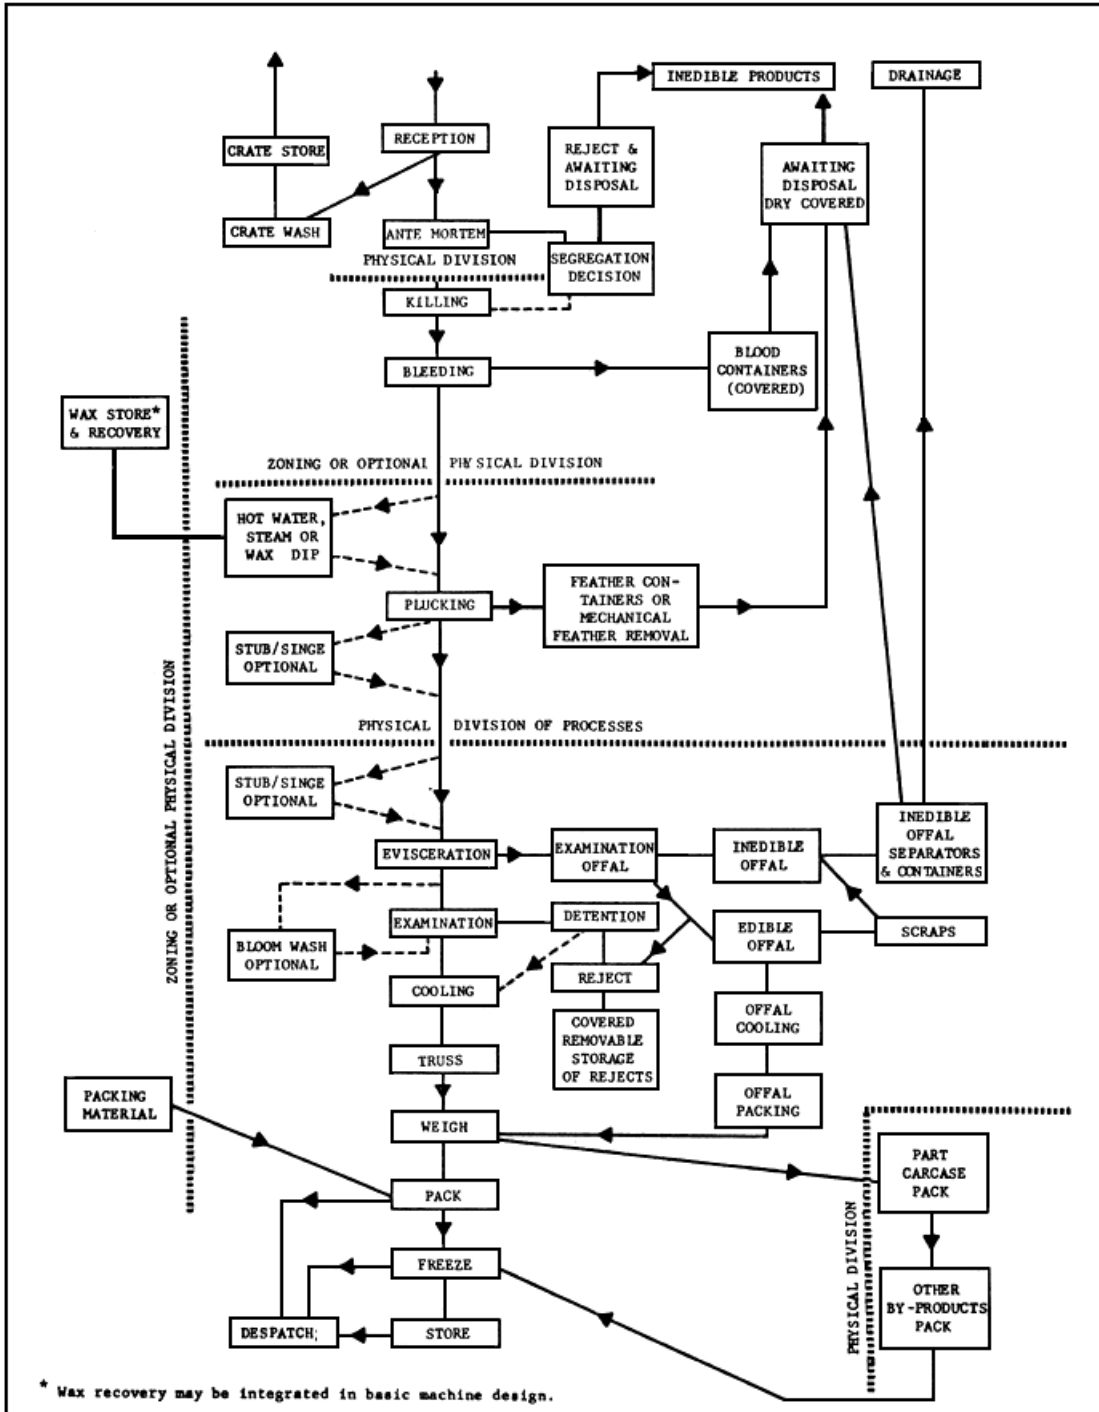 INEDIBLE PRODUCTS
DRAINAGE
RECEPTION
CRATE STORE
REJECT &
AWAITING
DISPOSAL
AWAITING
DISPOSAL
DRY COVERED
CRATE WASH
ANTE MORTEM
PHYSICAL DIVISION
SEGREGATION
DECISION
KILLING
BLEEDING
BLOOD
CONTAINERS
(COVERED)
WAX STORE*
& RECOVERY
ZONING OR OPTIONAL PHYSICAL DIVISION
HOT WATER,
STEAM OR
WAX DIP
PLUCKING
FEATHER CON-
TAINERS OR
MECHANICAL
FEATHER REMOVAL
STUB/SINGE
OPTIONAL
ZONING OR OPTIONAL PHYSICAL DIVISION
PHYSICAL DIVISION OF PROCESSES
STUB/SINGE
OPTIONAL
EVISCERATION
EXAMINATION
OFFAL
INEDIBLE
OFFAL
INEDIBLE
OFFAL
SEPARATORS
& CONTAINERS
EXAMINATION
DETENTION
BLOOM WASH
OPTIONAL
EDIBLE
OFFAL
SCRAPS
COOLING
REJECT
COVERED
REMOVABLE
STORAGE
OF REJECTS
OFFAL
COOLING
TRUSS
PACKING
MATERIAL
OFFAL
PACKING
WEIGH
PART
CARCASE
PACK
PACK
PHYSICAL DIVISION
FREEZE
OTHER
BY-PRODUCTS
PACK
DESPATCH;
STORE
* Wax recovery may be integrated in basic machine design.